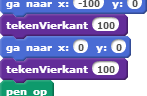 ga naar x: -100 y: 0
tekenVierkant 100
ga naar x: 0 y: 0
tekenVierkant 100
pen op